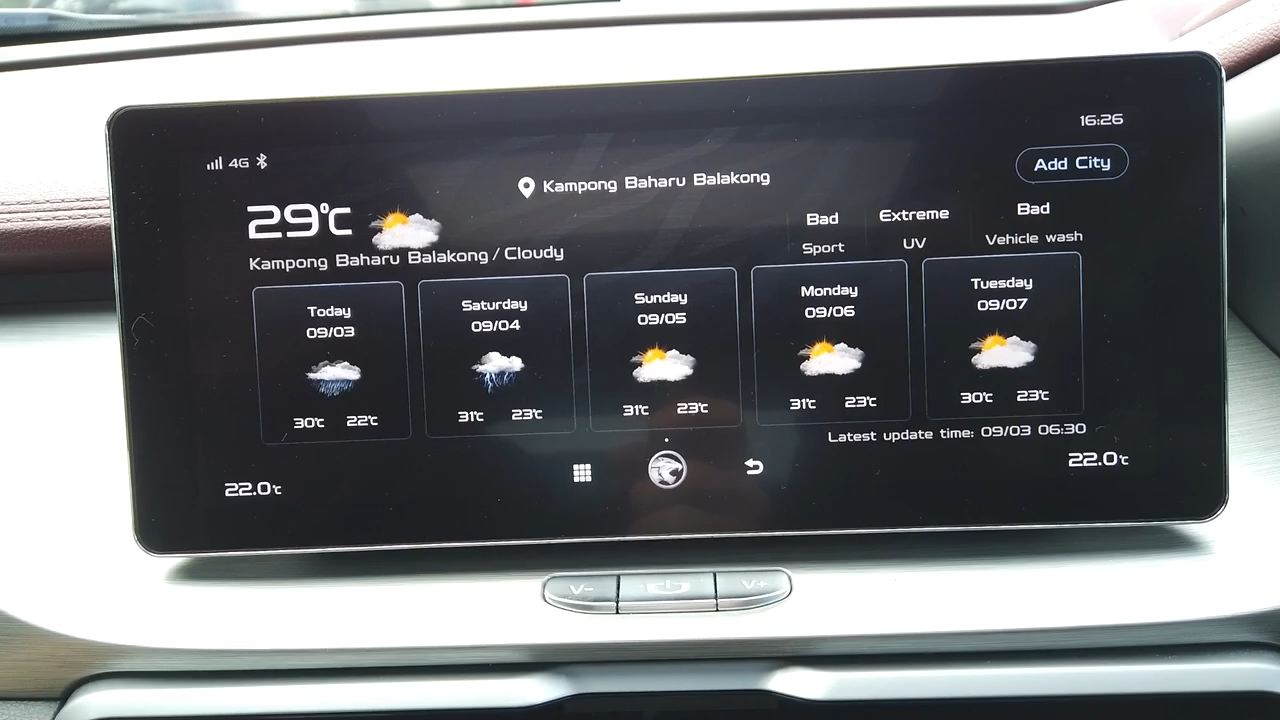 16:26
4G
Add City
Kampong Baharu Balakong
29°C
Kampong Baharu Balakong / Cloudy
Bad
Sport
Extreme
UV
Bad
Vehicle wash
Today
09/03
30℃ 22℃
Saturday
09/04
31℃ 23℃
Sunday
09/05
31℃ 23℃
Monday
09/06
31℃ 23℃
Tuesday
09/07
30℃ 23℃
Latest update time: 09/03 06:30
22.0℃
22.0℃
V-
V+